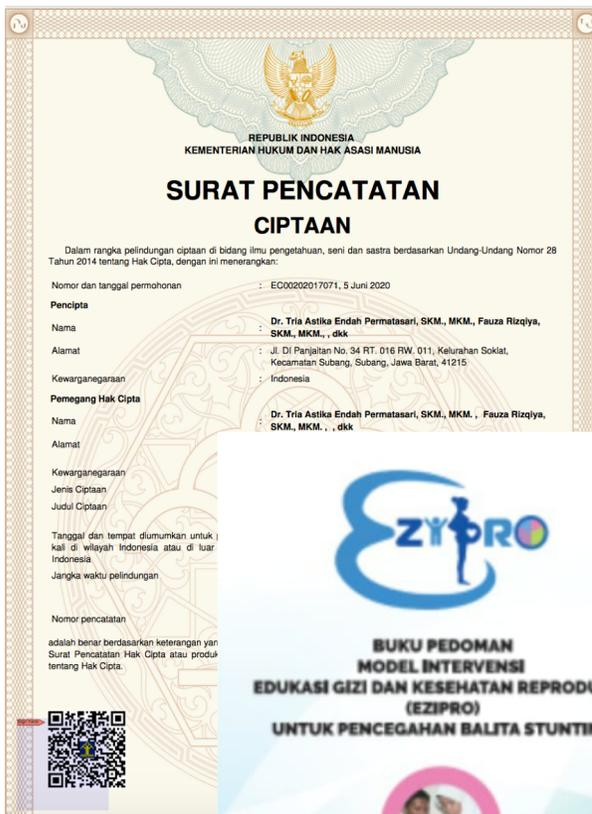 REPUBLIK INDONESIA
KEMENTERIAN HUKUM DAN HAK ASASI MANUSIA
SURAT PENCATATAN
CIPTAAN
Dalam rangka pelindungan ciptaan di bidang ilmu pengetahuan, seni dan sastra berdasarkan Undang-Undang Nomor 28
Tahun 2014 tentang Hak Cipta, dengan ini menerangkan:
Nomor dan tanggal permohonan : EC00202017071, 5 Juni 2020
Pencipta
Nama : Dr. Tria Astika Endah Permatasari, SKM., MKM., Fauza Rizqiya,
SKM., MKM., , dkk
Alamat : Jl. DI Panjaitan No. 34 RT. 016 RW. 011, Kelurahan Soklat,
Kecamatan Subang, Subang, Jawa Barat, 41215
Kewarganegaraan : Indonesia
Pemegang Hak Cipta
Nama : Dr. Tria Astika Endah Permatasari, SKM., MKM. , Fauza Rizqiya,
SKM., MKM. , , dkk
Alamat
Kewarganegaraan
Jenis Ciptaan
Judul Ciptaan
Tanggal dan tempat diumumkan untuk
kali di wilayah Indonesia atau di luar
Indonesia
Jangka waktu pelindungan
Nomor pencatatan
adalah benar berdasarkan keterangan yan
Surat Pencatatan Hak Cipta atau produk
tentang Hak Cipta.
EZIPRO
BUKU PEDOMAN
MODEL INTERVENSI
EDUKASI GIZI DAN KESEHATAN REPRODU
(EZIPRO)
UNTUK PENCEGAHAN BALITA STUNTIN